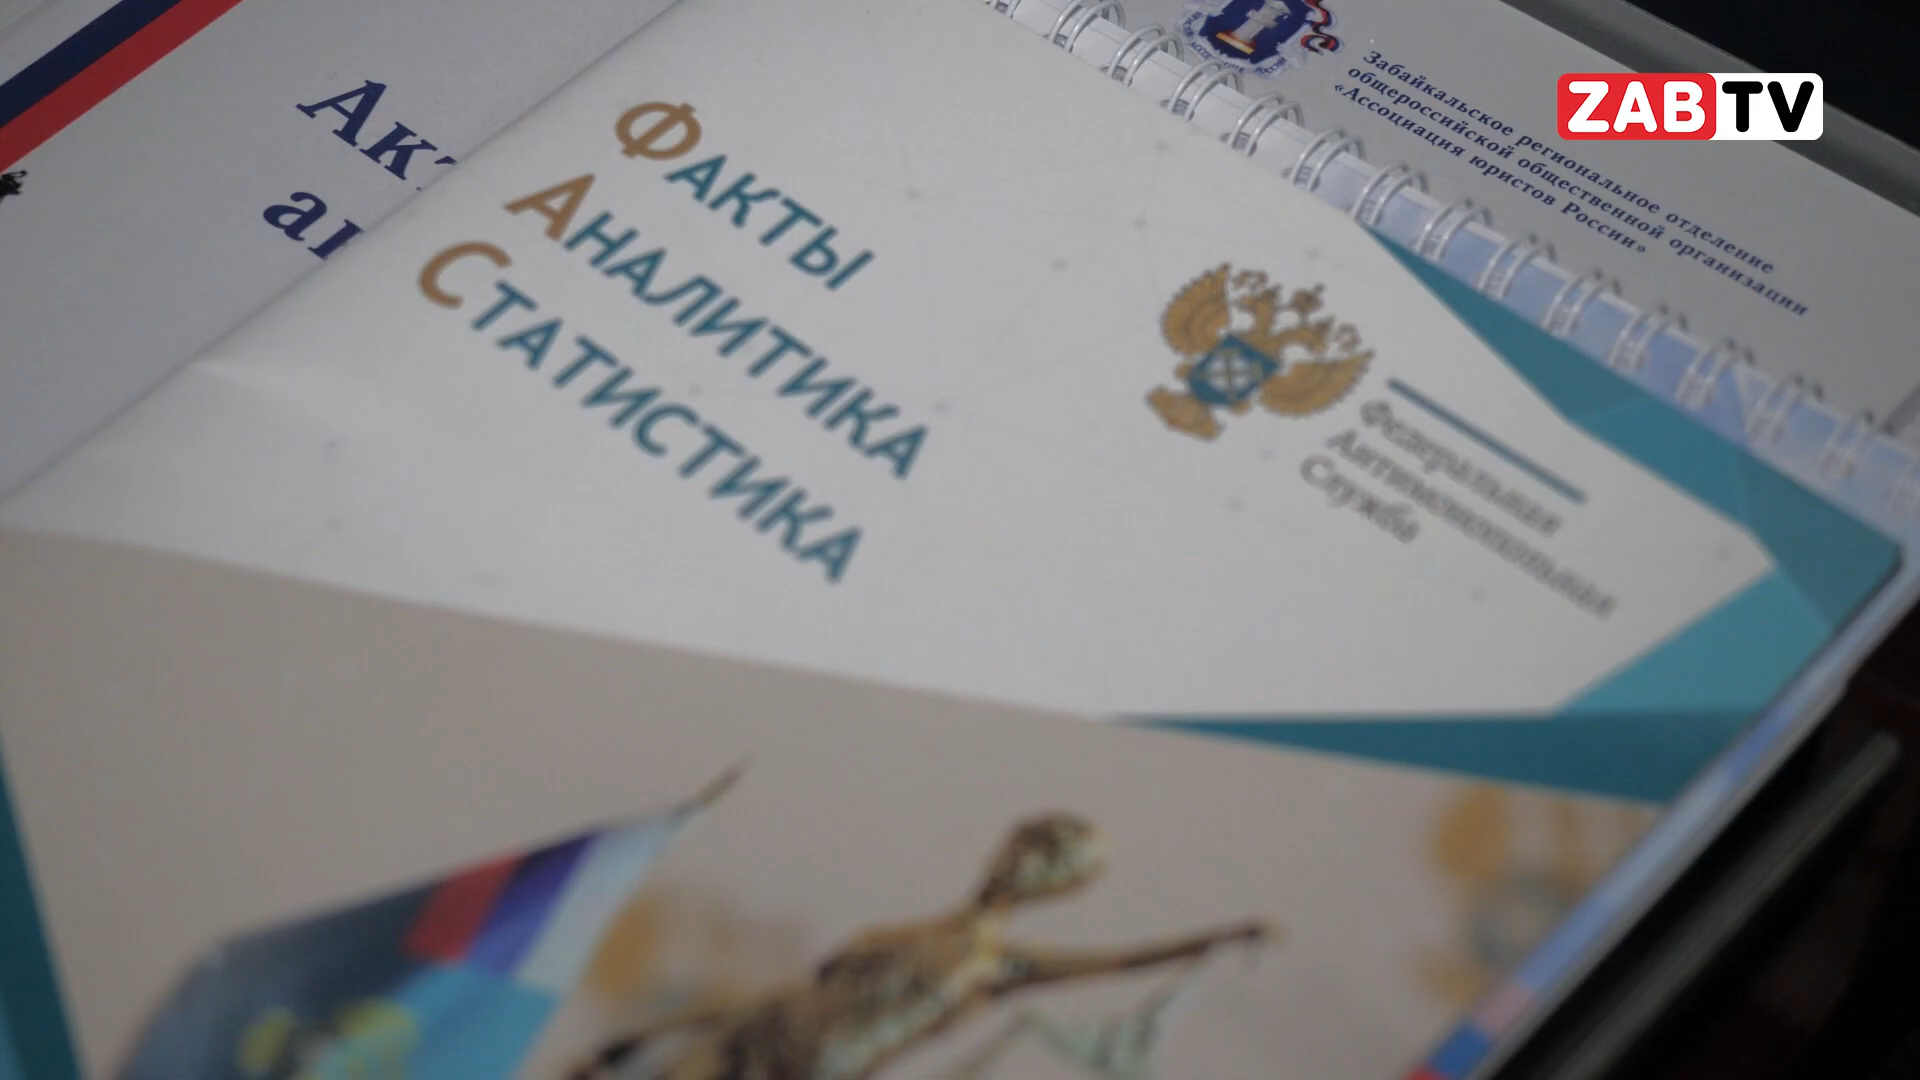 ZABTV
Забайкальское региональное отделение
общероссийской общественной организации
«Ассоциация юристов России»
ФАКТЫ
АНАЛИТИКА
СТАТИСТИКА
Федеральная
Антимонопольная
Служба